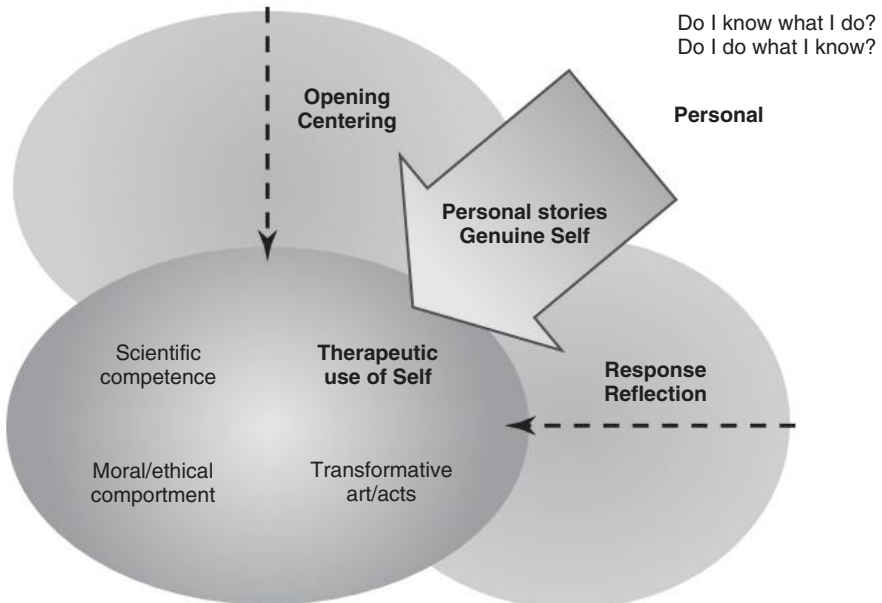 Do I know what I do?
Do I do what I know?
Opening
Centering
Personal
Personal stories
Genuine Self
Scientific
competence
Therapeutic
use of Self
Response
Reflection
Moral/ethical
comportment
Transformative
art/acts